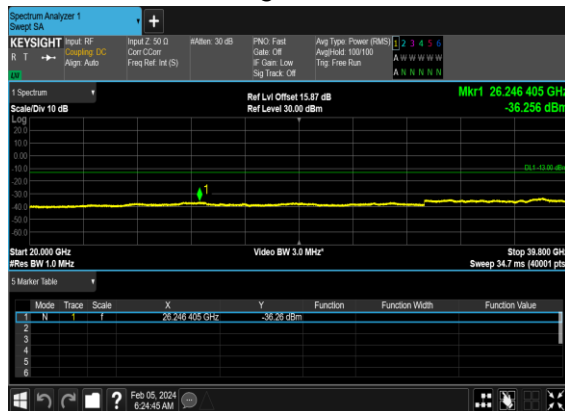 Spectrum Analyzer 1
Swept SA
KEYSIGHT Input: RF Input Z: 50 Ω #Atten: 30 dB PNO: Fast Avg Type: Power (RMS) 1 2 3 4 5 6
R T Coupling: DC Corr CCorr Gate: Off Avg|Hold: 100/100 A W W W W W
Align: Auto Freq Ref: Int (S) IF Gain: Low Trig: Free Run
LW Sig Track: Off A N N N N N
1 Spectrum Ref Lvl Offset 15.87 dB Mkr1 26.246 405 GHz
Scale/Div 10 dB Ref Level 30.00 dBm -36.256 dBm
Log
20.0
10.0
0.00
-10.0 DL1 -13.00 dBm
-20.0
-30.0 1
-40.0
-50.0
-60.0
Start 20.000 GHz Video BW 3.0 MHz* Stop 39.800 GHz
#Res BW 1.0 MHz Sweep 34.7 ms (40001 pts
5 Marker Table
Mode Trace Scale X Y Function Function Width Function Value
1 N 1 f 26.246 405 GHz -36.26 dBm
2
3
4
5
6
? Feb 05, 2024
6:24:45 AM